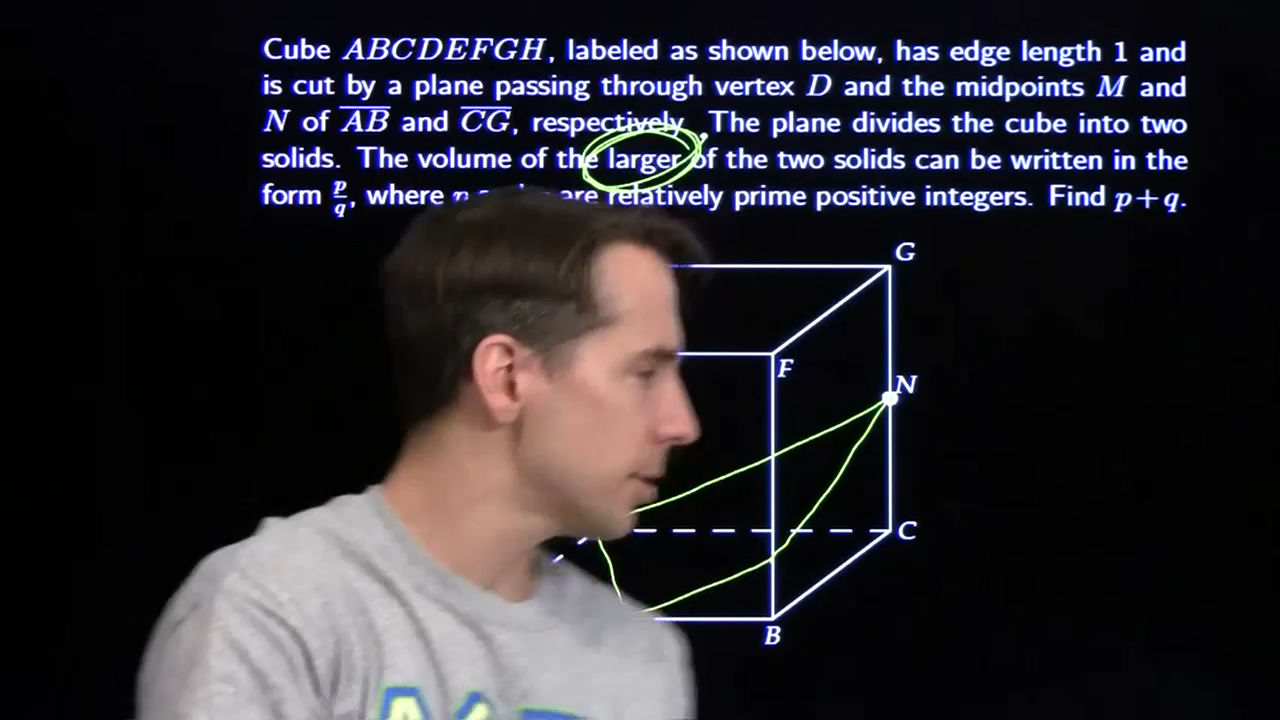 Cube ABCDEFGH, labeled as shown below, has edge length 1 and
is cut by a plane passing through vertex D and the midpoints M and
N of AB and CG, respectively. The plane divides the cube into two
solids. The volume of the larger of the two solids can be written in the
form p/q, where are relatively prime positive integers. Find p+q.
G
F
N
C
B